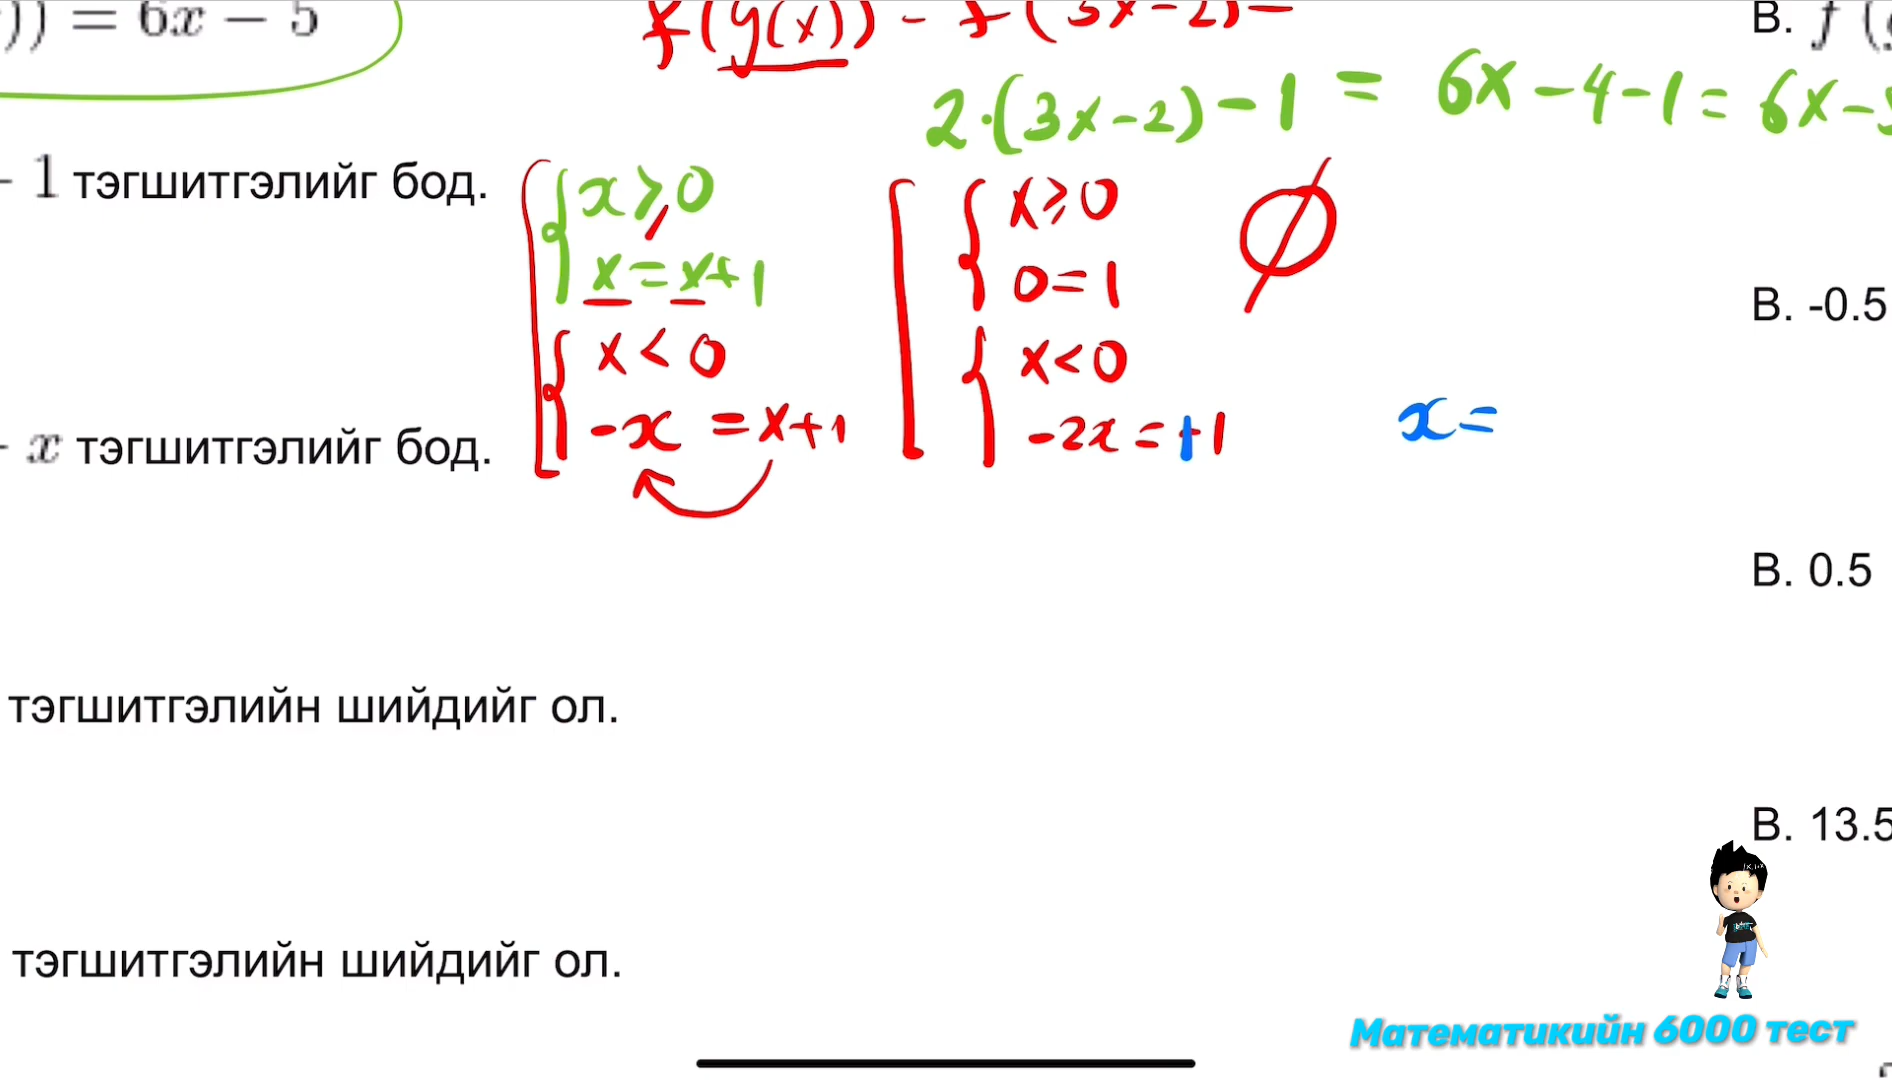 )) = 6x − 5
f(g(x)) = f(3x−2) =
B. f (g
2·(3x−2)−1 = 6x−4−1 = 6x−5
- 1 тэгшитгэлийг бод.
x ⩾ 0
x = x+1
x < 0
-x = x+1
x ⩾ 0
0 = 1
x < 0
-2x = +1
∅
B. -0.5
x =
- x тэгшитгэлийг бод.
B. 0.5
тэгшитгэлийн шийдийг ол.
B. 13.5
тэгшитгэлийн шийдийг ол.
Математикийн 6000 тест